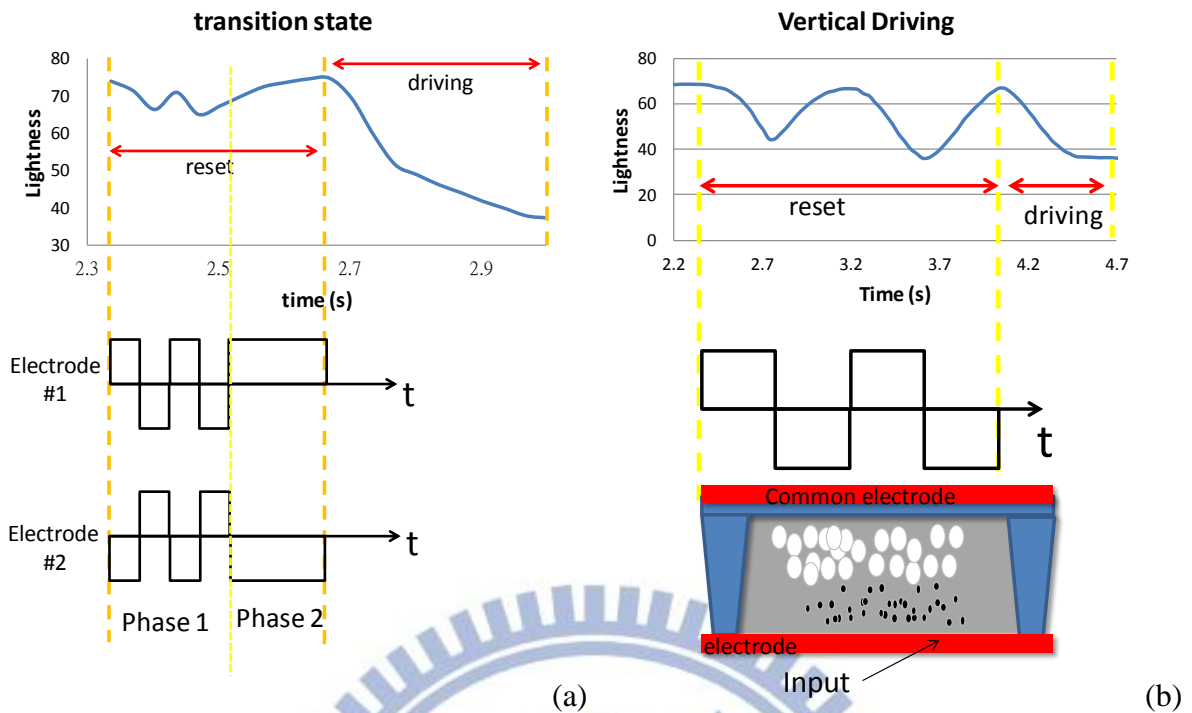 transition state
80
70
60
50
40
30
Lightness
driving
reset
2.3
2.5
2.7
2.9
time (s)
Electrode
#1
t
Electrode
#2
t
Phase 1
Phase 2
(a)
Vertical Driving
80
60
40
20
0
Lightness
reset
driving
2.2
2.7
3.2
3.7
4.2
4.7
Time (s)
t
Common electrode
electrode
Input
(b)